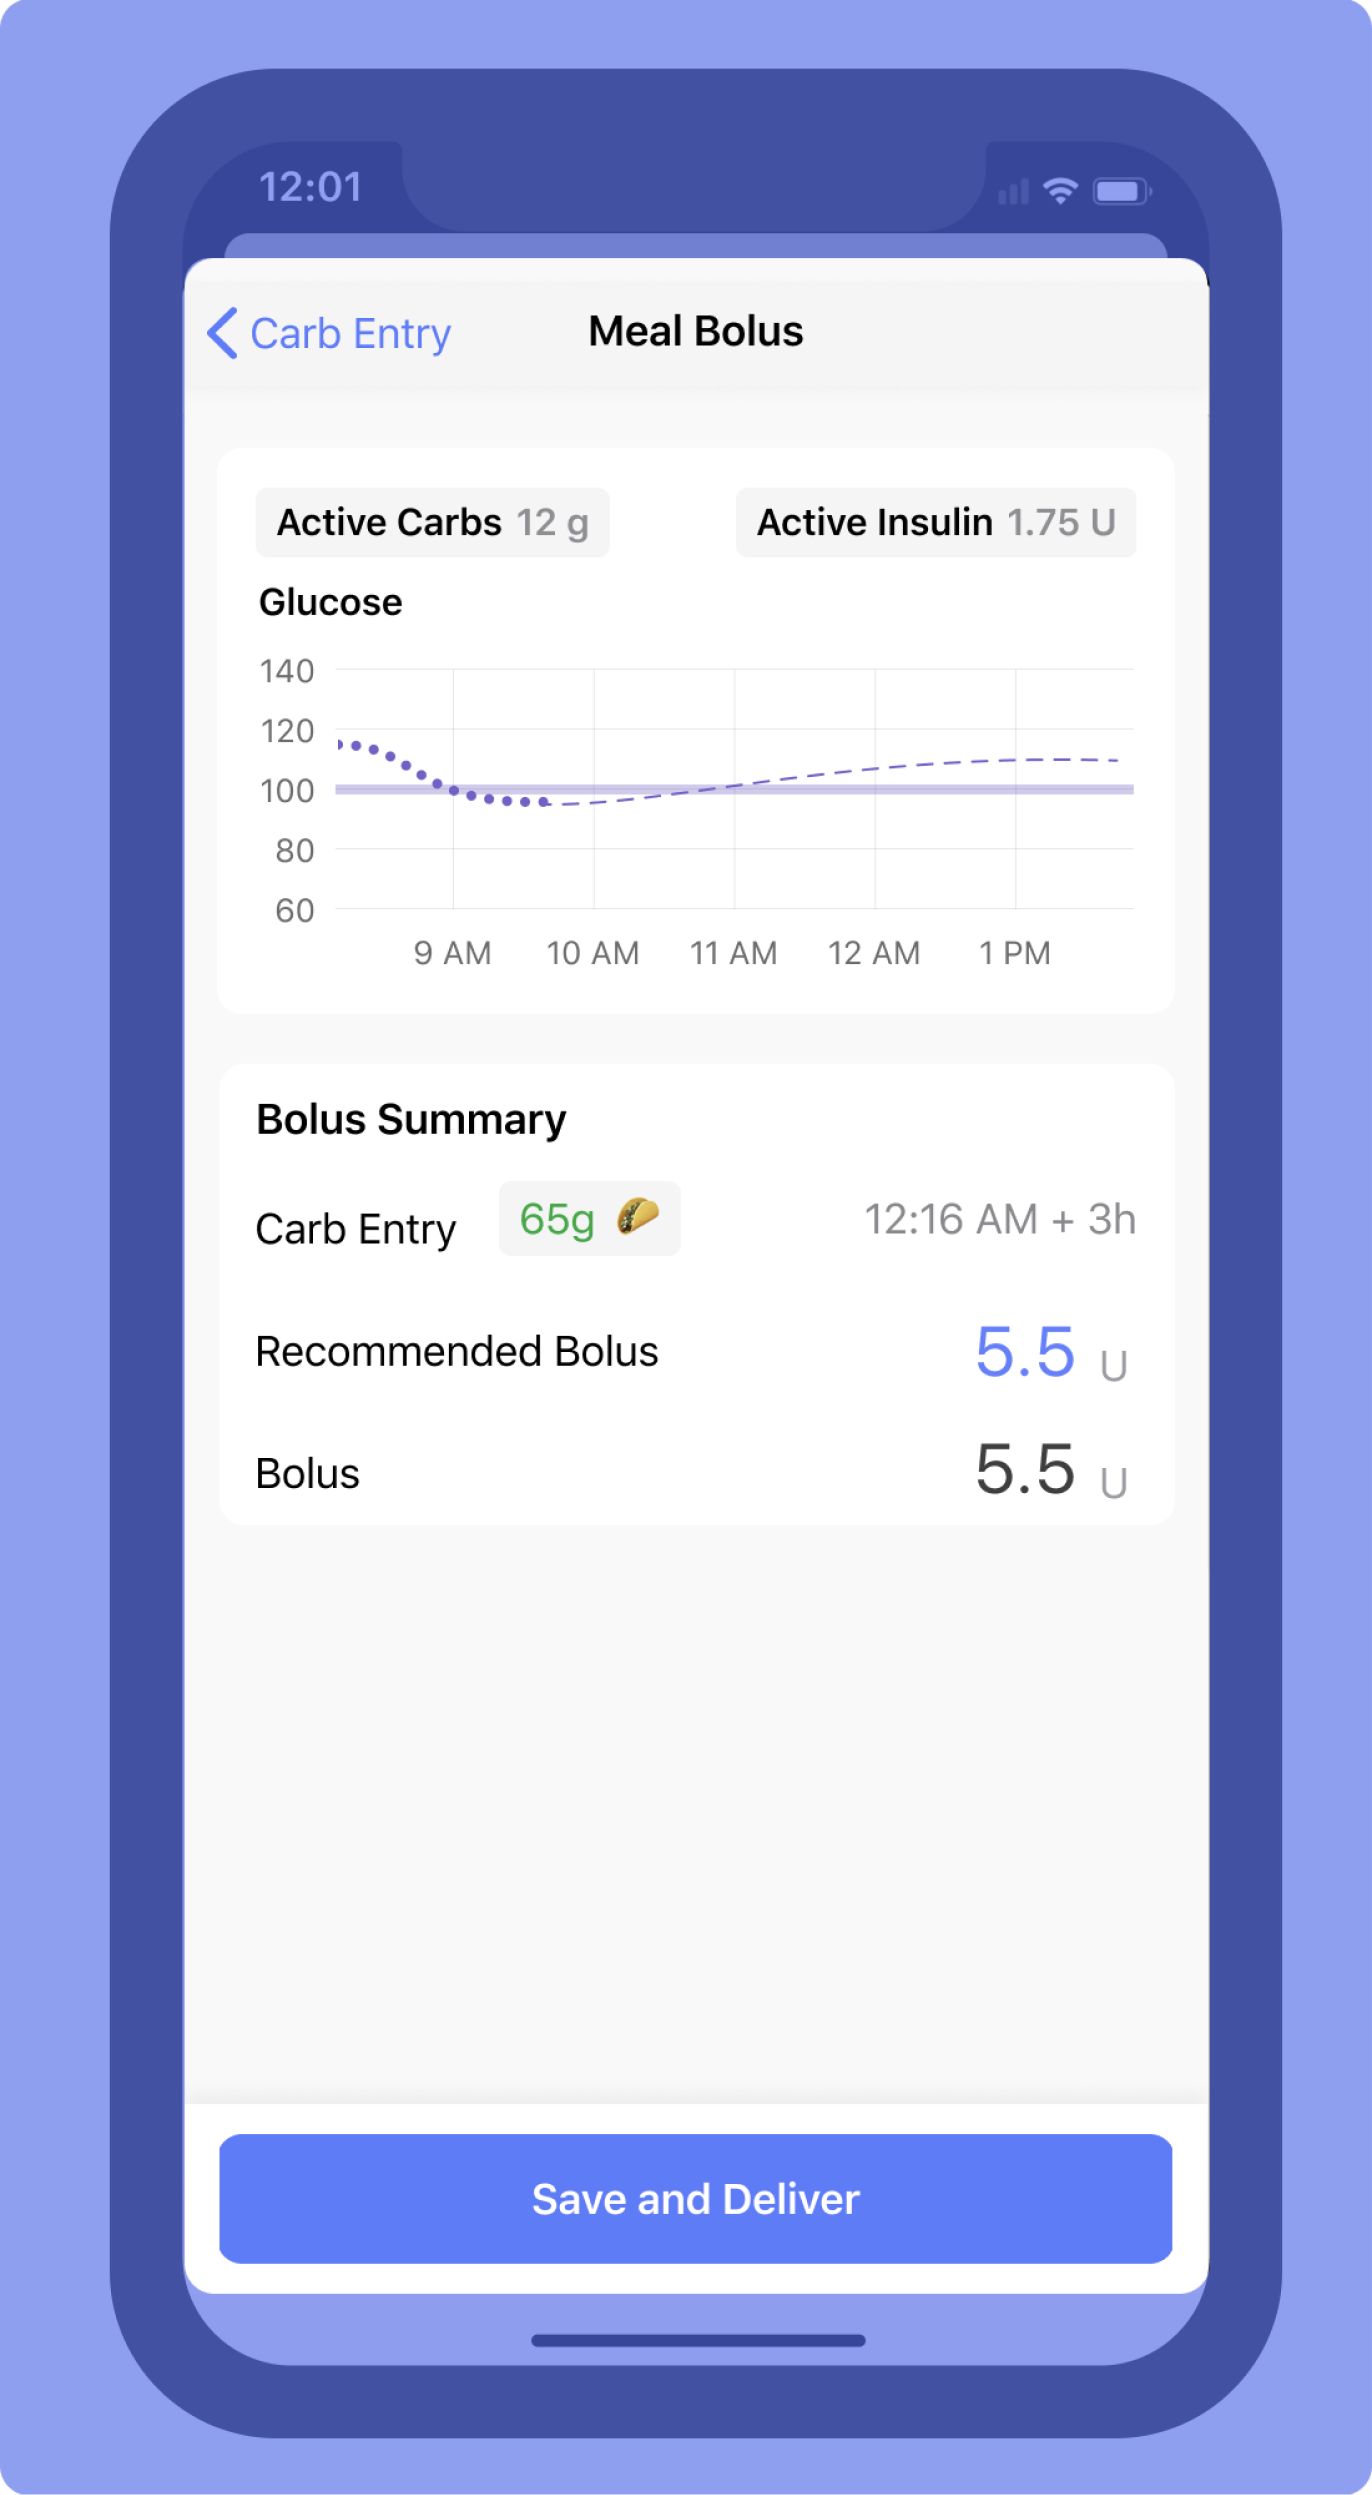 12:01
Carb Entry
Meal Bolus
Active Carbs 12 g
Active Insulin 1.75 U
Glucose
140
120
100
80
60
9 AM 10 AM 11 AM 12 AM 1 PM
Bolus Summary
Carb Entry 65g 12:16 AM + 3h
Recommended Bolus 5.5 U
Bolus 5.5 U
Save and Deliver